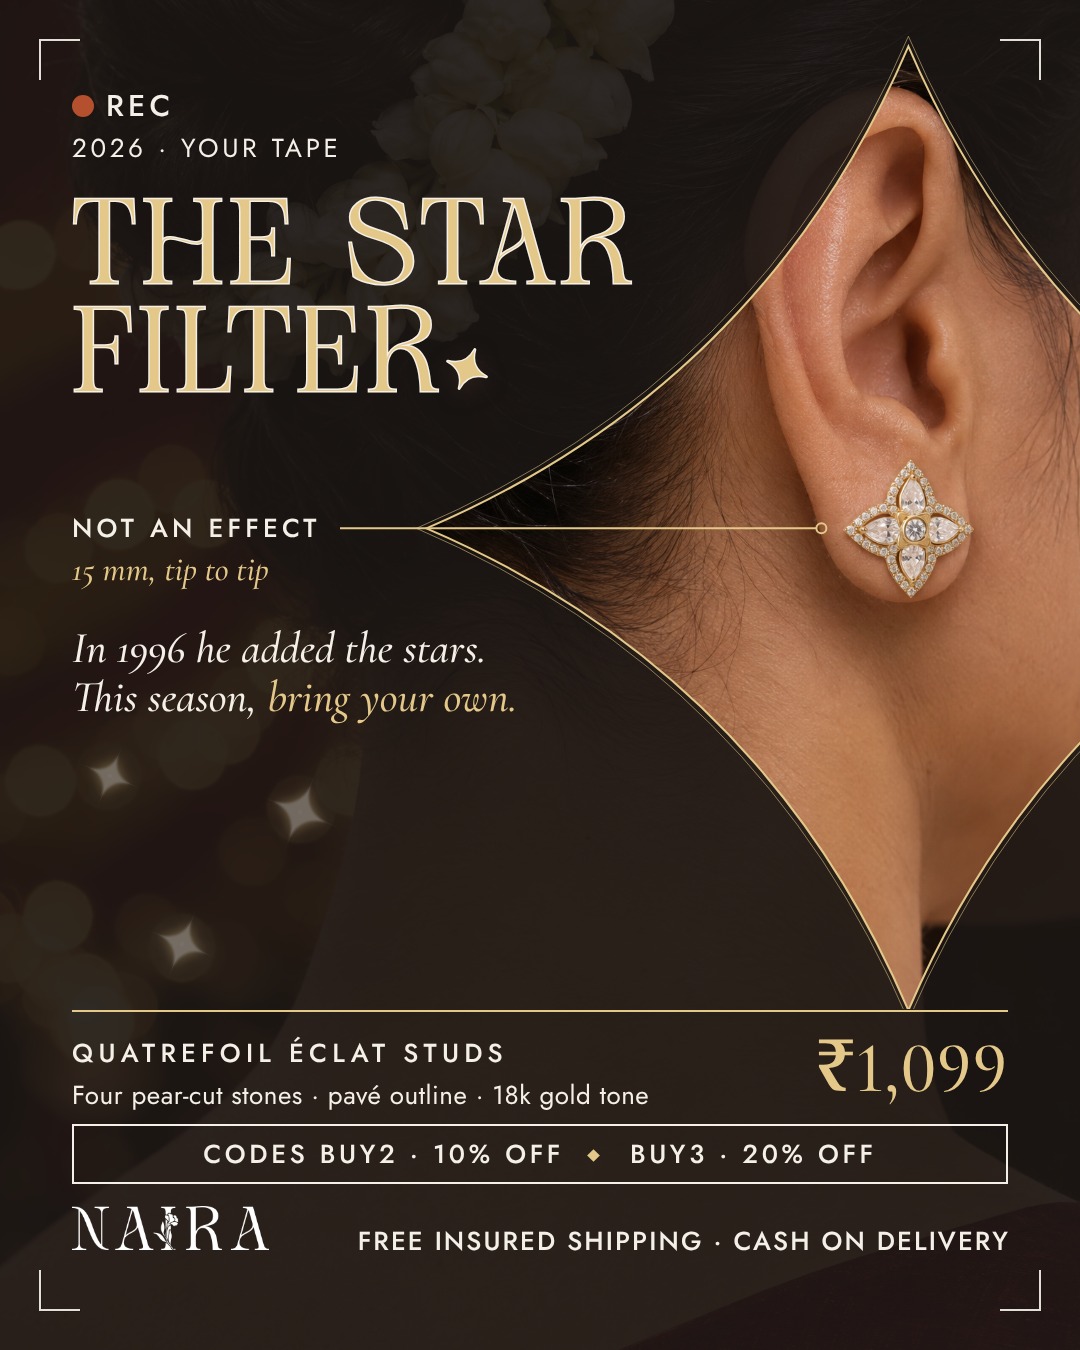 REC
2026 · YOUR TAPE
THE STAR
FILTER
NOT AN EFFECT
15 mm, tip to tip
In 1996 he added the stars.
This season, bring your own.
QUATREFOIL ÉCLAT STUDS
₹1,099
Four pear-cut stones · pavé outline · 18k gold tone
CODES BUY2 · 10% OFF ◆ BUY3 · 20% OFF
NAIRA
FREE INSURED SHIPPING · CASH ON DELIVERY